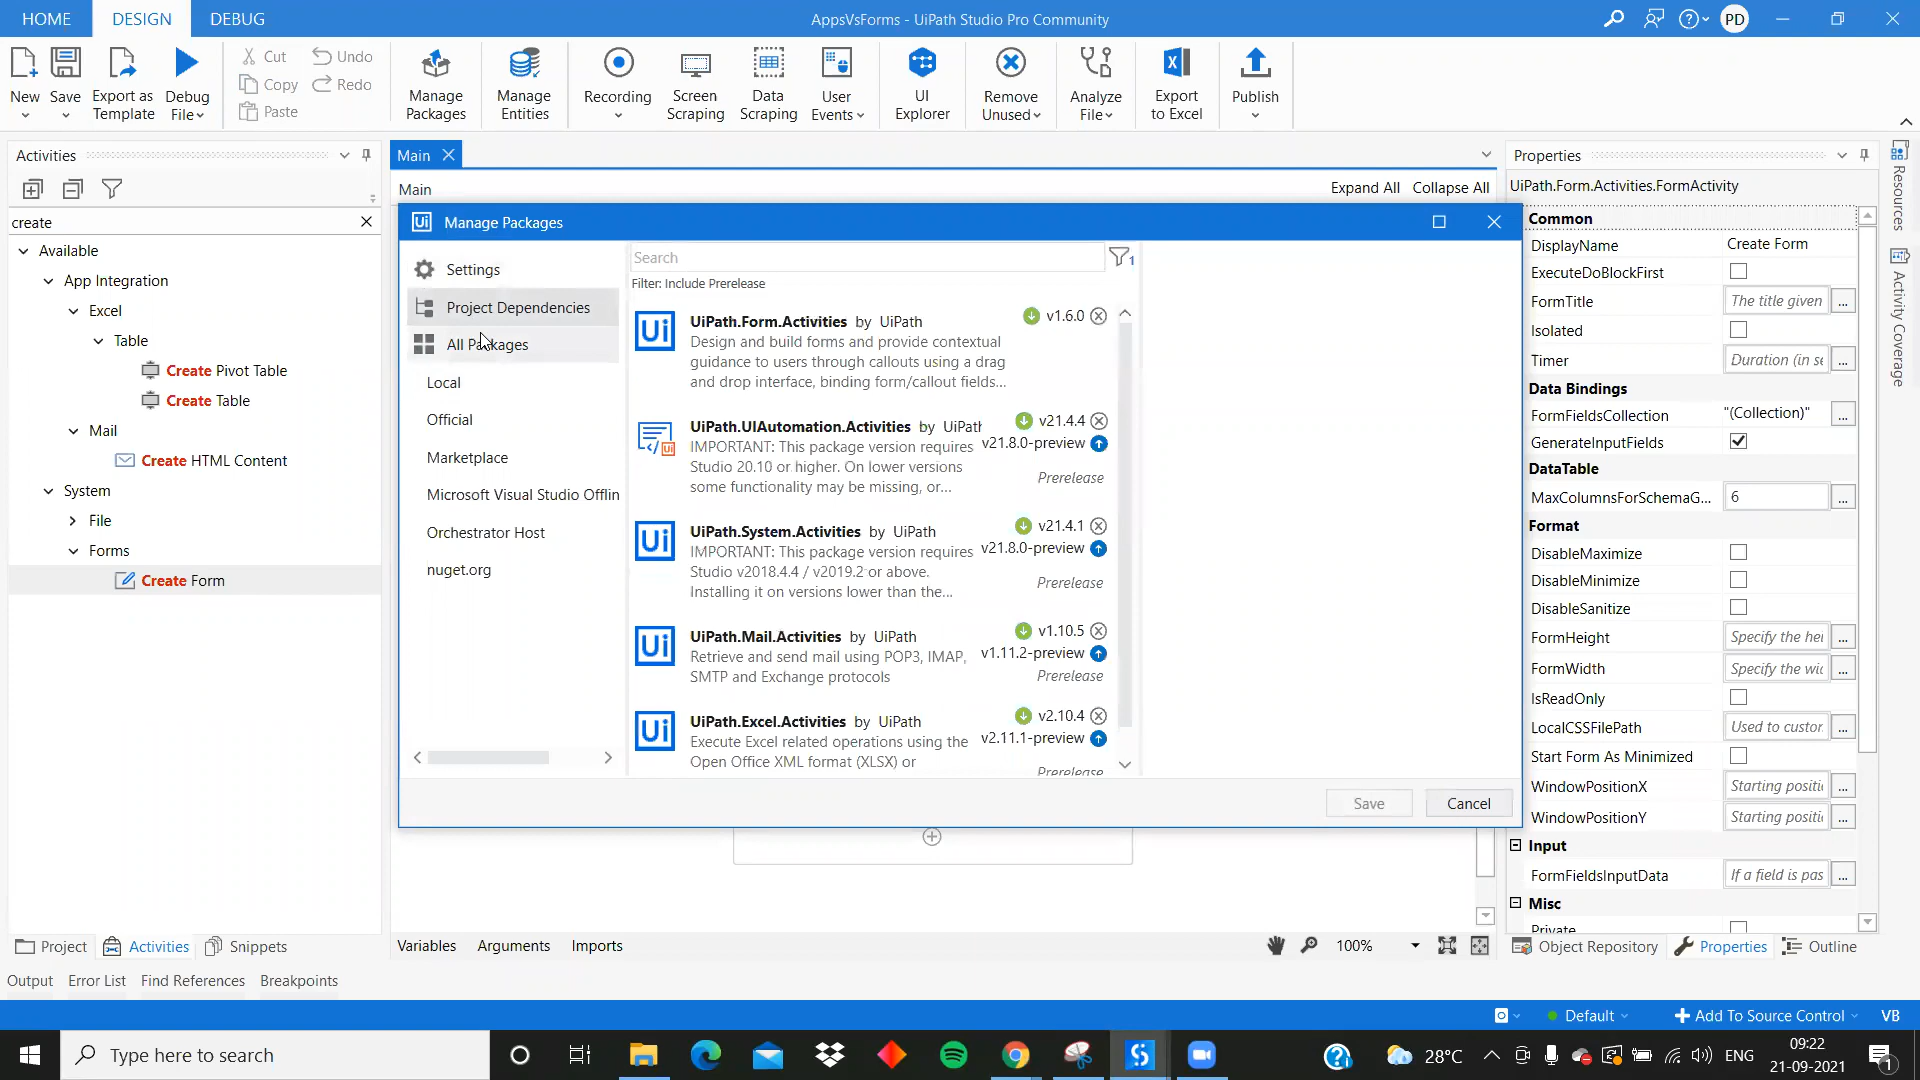 HOME DESIGN DEBUG
AppsVsForms - UiPath Studio Pro Community
PD
New
Save
Export as Template
Debug File
Cut
Copy
Paste
Undo
Redo
Manage Packages
Manage Entities
Recording
Screen Scraping
Data Scraping
User Events
UI Explorer
Remove Unused
Analyze File
Export to Excel
Publish
Activities
create
Available
App Integration
Excel
Table
Create Pivot Table
Create Table
Mail
Create HTML Content
System
File
Forms
Create Form
Main
Main
Expand All Collapse All
Manage Packages
Settings
Project Dependencies
All Packages
Local
Official
Marketplace
Microsoft Visual Studio Offlin
Orchestrator Host
nuget.org
Search
1
Filter: Include Prerelease
UiPath.Form.Activities by UiPath
v1.6.0
Design and build forms and provide contextual
guidance to users through callouts using a drag
and drop interface, binding form/callout fields...
UiPath.UIAutomation.Activities by UiPath
v21.4.4
IMPORTANT: This package version requires
v21.8.0-preview
Studio 20.10 or higher. On lower versions
some functionality may be missing, or...
Prerelease
UiPath.System.Activities by UiPath
v21.4.1
IMPORTANT: This package version requires
v21.8.0-preview
Studio v2018.4.4 / v2019.2 or above.
Installing it on versions lower than the...
Prerelease
UiPath.Mail.Activities by UiPath
v1.10.5
Retrieve and send mail using POP3, IMAP,
v1.11.2-preview
SMTP and Exchange protocols
Prerelease
UiPath.Excel.Activities by UiPath
v2.10.4
Execute Excel related operations using the
v2.11.1-preview
Open Office XML format (XLSX) or
Prerelease
Save
Cancel
Properties
UiPath.Form.Activities.FormActivity
Common
DisplayName Create Form
ExecuteDoBlockFirst
FormTitle The title given ...
Isolated
Timer Duration (in se ...
Data Bindings
FormFieldsCollection "(Collection)" ...
GenerateInputFields
DataTable
MaxColumnsForSchemaG... 6 ...
Format
DisableMaximize
DisableMinimize
DisableSanitize
FormHeight Specify the hei ...
FormWidth Specify the wid ...
IsReadOnly
LocalCSSFilePath Used to custor ...
Start Form As Minimized
WindowPositionX Starting positi ...
WindowPositionY Starting positi ...
Input
FormFieldsInputData If a field is pas ...
Misc
Private
Resources
Activity Coverage
Project Activities Snippets
Variables Arguments Imports
100%
Object Repository Properties Outline
Output Error List Find References Breakpoints
Default
Add To Source Control
VB
Type here to search
28°C
ENG
09:22
21-09-2021
1